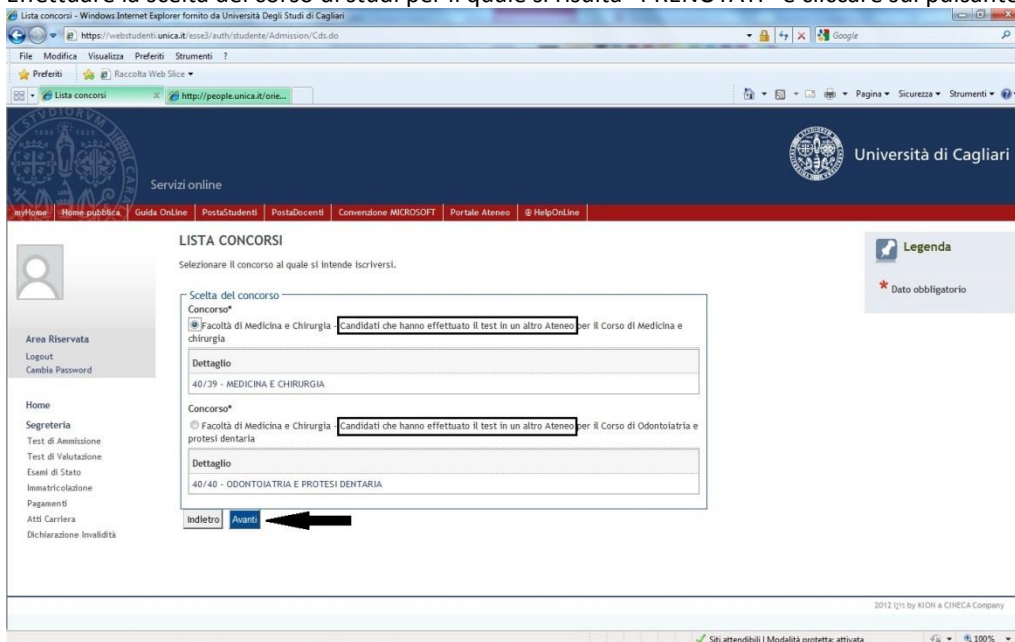 Effettuare la scelta del corso di studi per il quale si risulta "PRENOTATI" e cliccare sul pulsante
Lista concorsi - Windows Internet Explorer fornito da Università Degli Studi di Cagliari
https://webstudenti.unica.it/esse3/auth/studente/Admission/Cds.do
Google
File Modifica Visualizza Preferiti Strumenti ?
Preferiti Raccolta Web Slice
Lista concorsi http://people.unica.it/orie... Pagina Sicurezza Strumenti
Università di Cagliari
Servizi online
myHome Home pubblica Guida OnLine PostaStudenti PostaDocenti Convenzione MICROSOFT Portale Ateneo @ HelpOnLine
LISTA CONCORSI
Selezionare il concorso al quale si intende iscriversi.
Legenda
* Dato obbligatorio
Scelta del concorso
Concorso*
Facoltà di Medicina e Chirurgia - Candidati che hanno effettuato il test in un altro Ateneo per il Corso di Medicina e
chirurgia
Dettaglio
40/39 - MEDICINA E CHIRURGIA
Concorso*
Facoltà di Medicina e Chirurgia - Candidati che hanno effettuato il test in un altro Ateneo per il Corso di Odontoiatria e
protesi dentaria
Dettaglio
40/40 - ODONTOIATRIA E PROTESI DENTARIA
Indietro Avanti
Area Riservata
Logout
Cambia Password
Home
Segreteria
Test di Ammissione
Test di Valutazione
Esami di Stato
Immatricolazione
Pagamenti
Atti Carriera
Dichiarazione Invalidità
2012 by KION a CINECA Company
Siti attendibili | Modalità protetta: attivata 100%